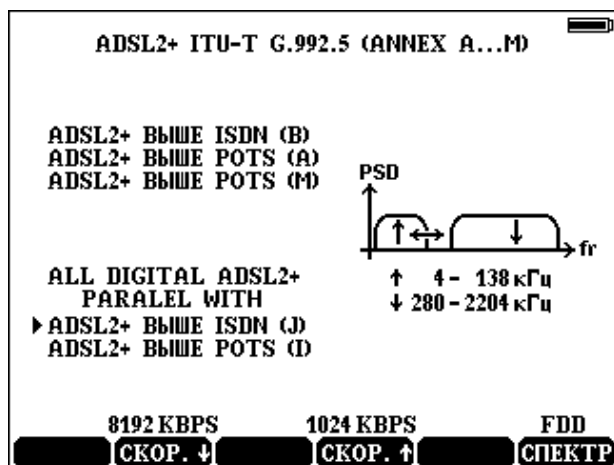 ADSL2+ ITU-T G.992.5 (ANNEX A...M)
ADSL2+ ВЫШЕ ISDN (B)
ADSL2+ ВЫШЕ POTS (A)
ADSL2+ ВЫШЕ POTS (M)
PSD
fr
ALL DIGITAL ADSL2+
PARALEL WITH
ADSL2+ ВЫШЕ ISDN (J)
ADSL2+ ВЫШЕ POTS (I)
↑ 4 - 138 кГц
↓ 280 - 2204 кГц
8192 KBPS 1024 KBPS FDD
СКОР. ↓ СКОР. ↑ СПЕКТР